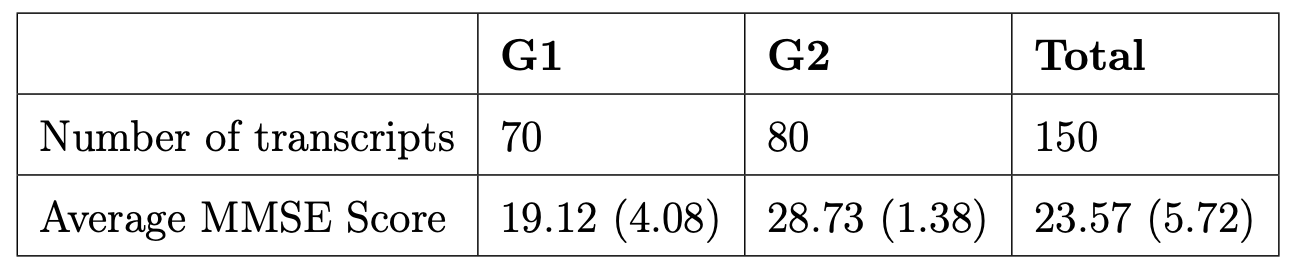 G1 G2 Total
Number of transcripts 70 80 150
Average MMSE Score 19.12 (4.08) 28.73 (1.38) 23.57 (5.72)